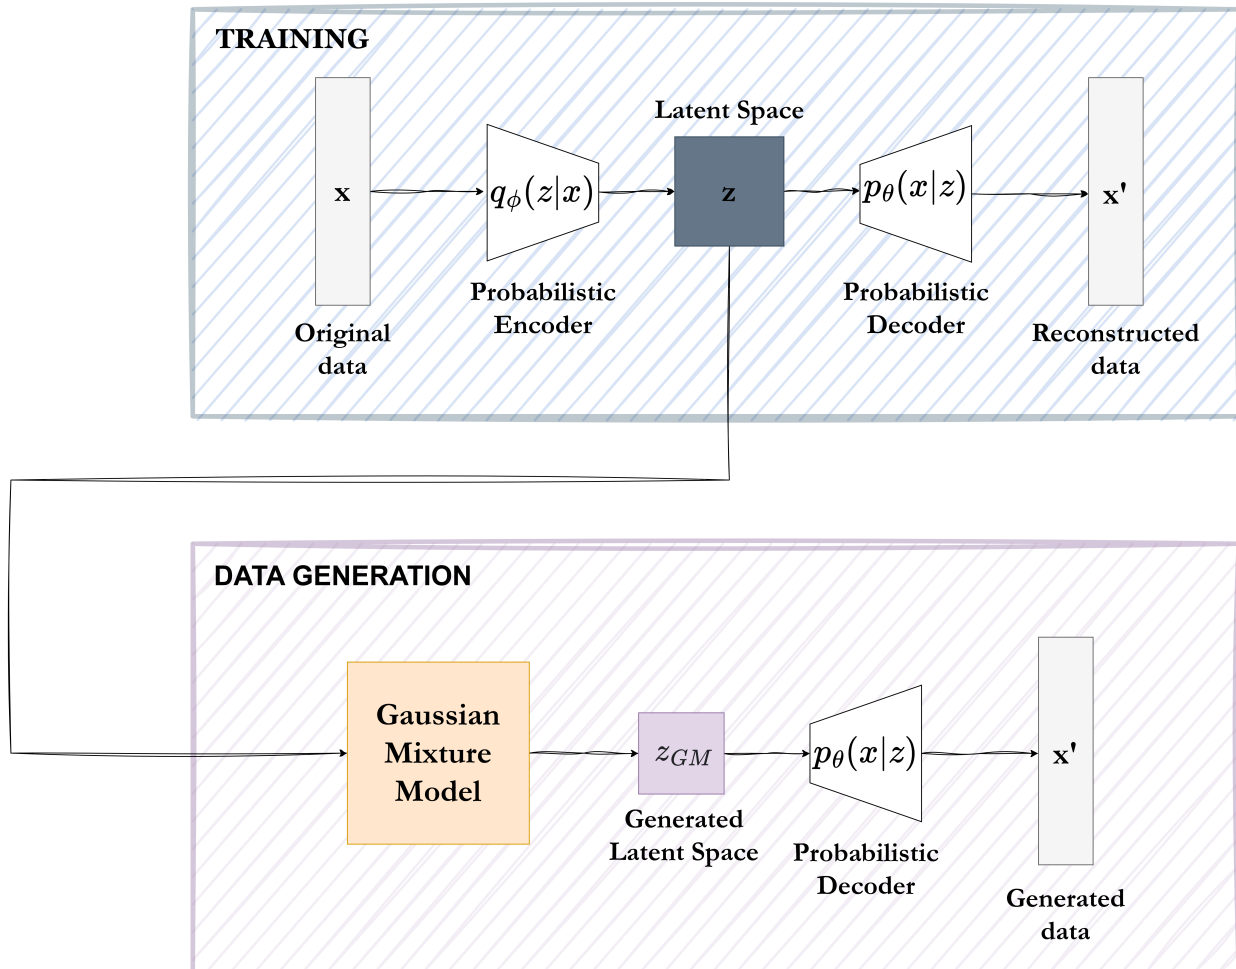 TRAINING
Latent Space
x
qϕ(z|x)
z
pθ(x|z)
x'
Probabilistic
Encoder
Probabilistic
Decoder
Original
data
Reconstructed
data
DATA GENERATION
Gaussian
Mixture
Model
zGM
pθ(x|z)
x'
Generated
Latent Space
Probabilistic
Decoder
Generated
data